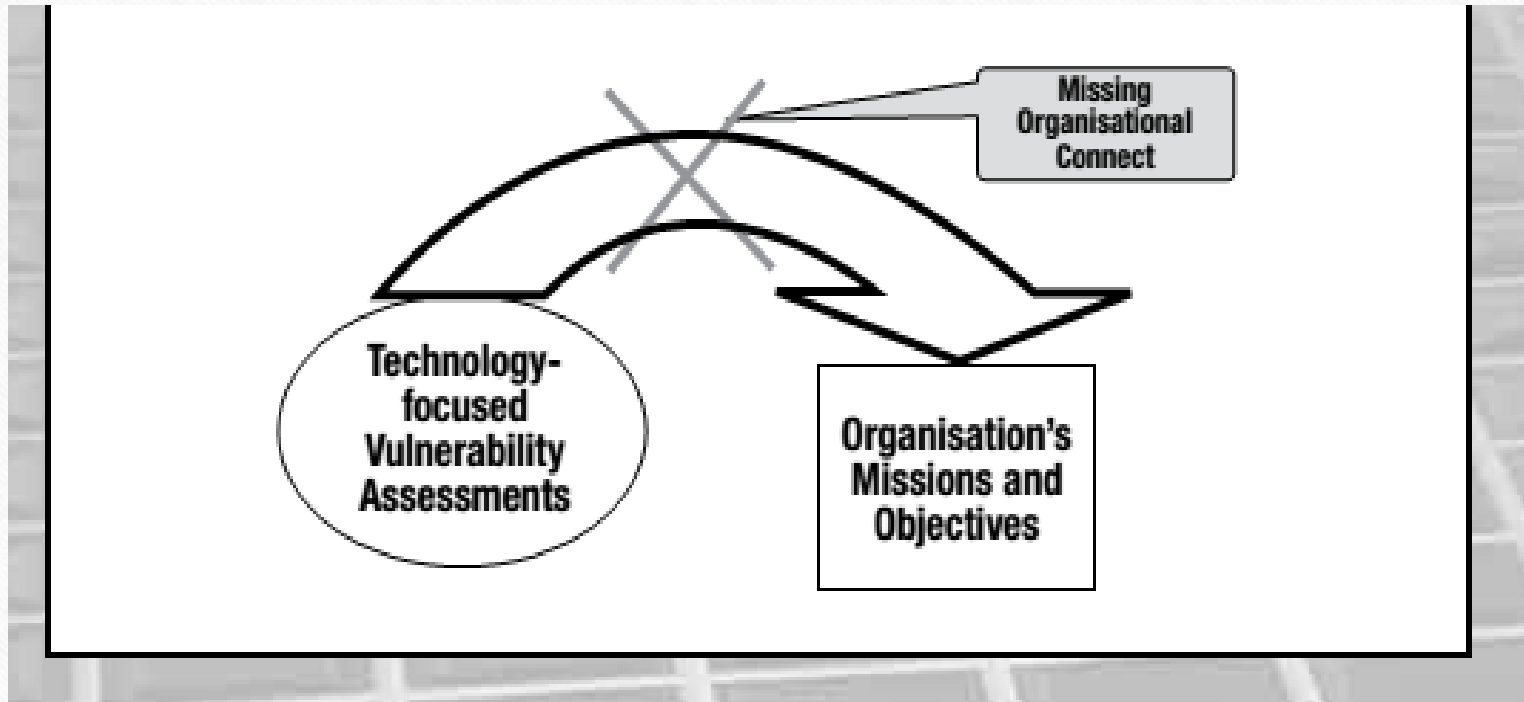 Missing
Organisational
Connect
Technology-
focused
Vulnerability
Assessments
Organisation's
Missions and
Objectives